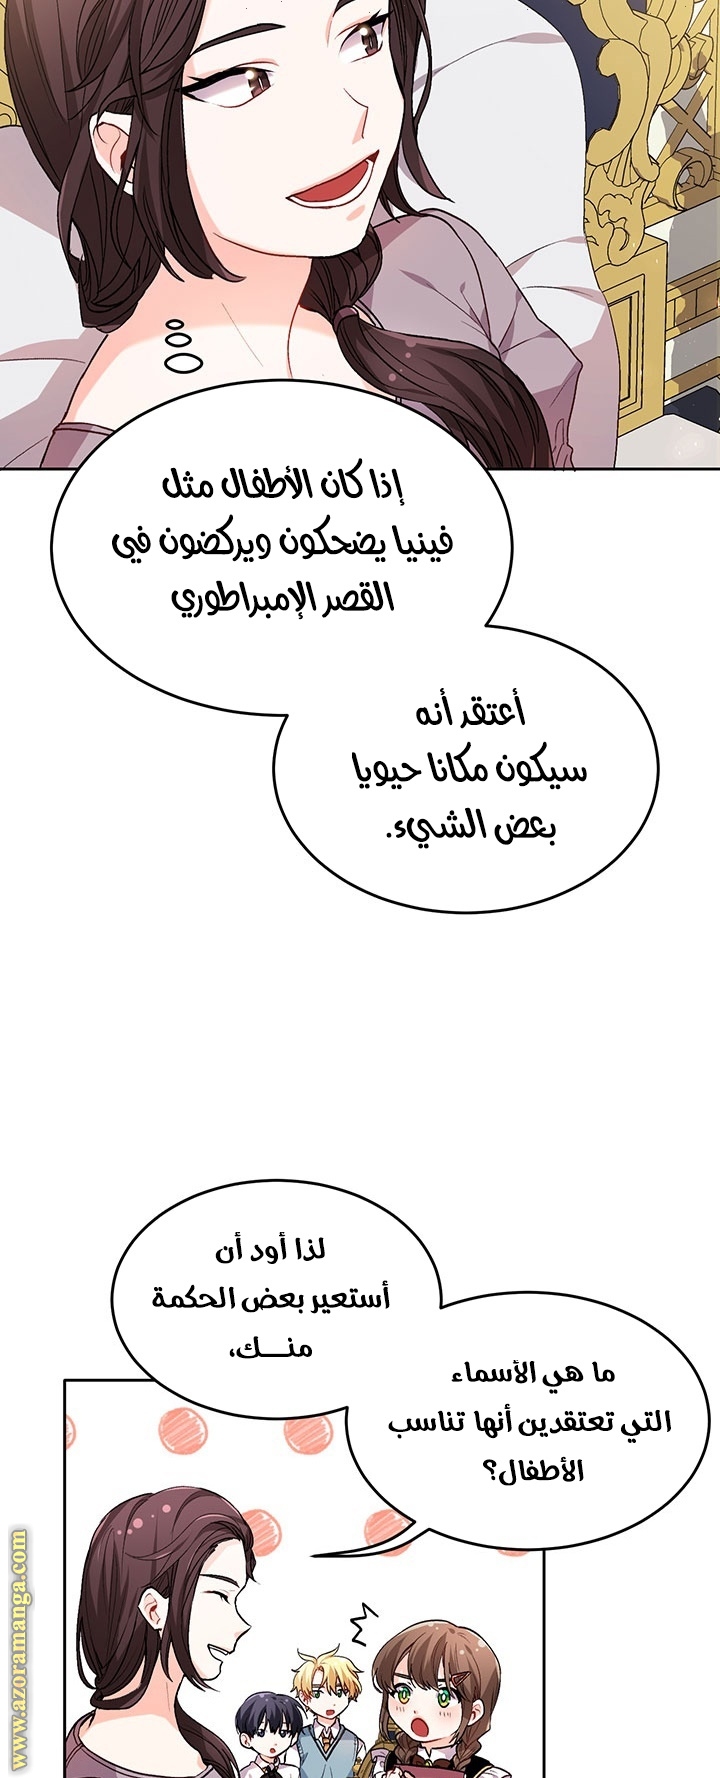 إذا كان الأطفال مثل
فينيا يضحكون ويركضون في
القصر الإمبراطوري
أعتقد أنه
سيكون مكانا حيويا
بعض الشيء.
لذا أود أن
أستعير بعض الحكمة
منـــك،
ما هي الأسماء
التي تعتقدين أنها تناسب
الأطفال؟
www.azoramanga.com